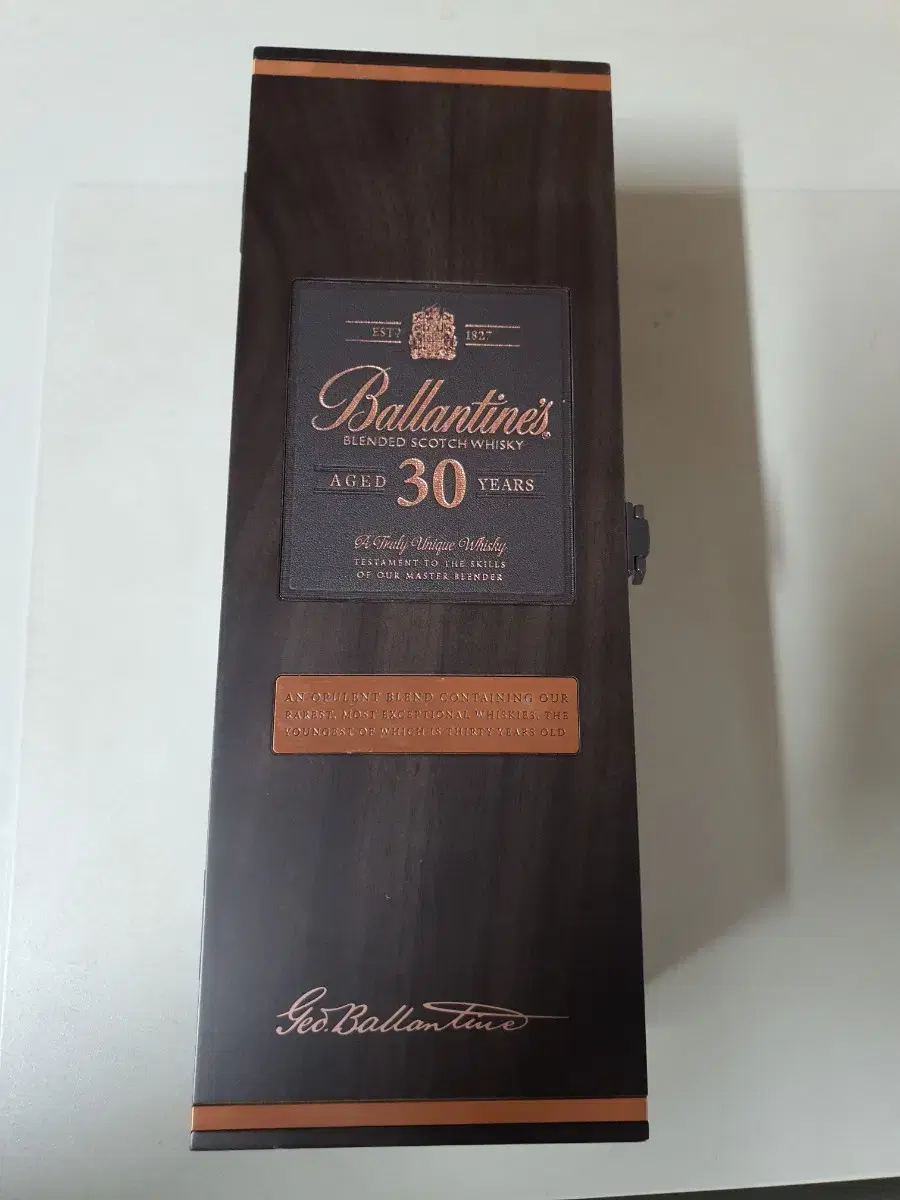 ESTD 1827
Ballantine's
BLENDED SCOTCH WHISKY
AGED 30 YEARS
A Truly Unique Whisky
TESTAMENT TO THE SKILLS
OF OUR MASTER BLENDER
AN OPULENT BLEND CONTAINING OUR
RAREST, MOST EXCEPTIONAL WHISKIES, THE
YOUNGEST OF WHICH IS THIRTY YEARS OLD
Geo. Ballantine